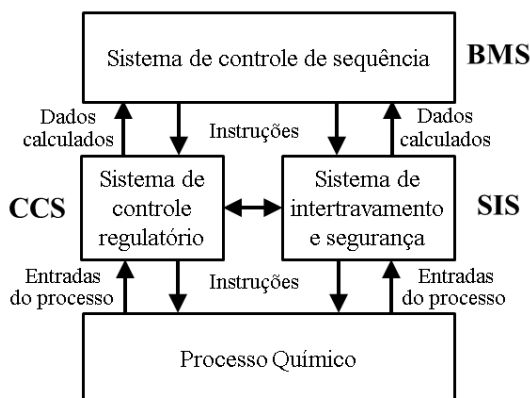 Sistema de controle de sequência
BMS
Dados
calculados
Instruções
Dados
calculados
CCS
Sistema de
controle
regulatório
Sistema de
intertravamento
e segurança
SIS
Entradas
do processo
Instruções
Entradas
do processo
Processo Químico